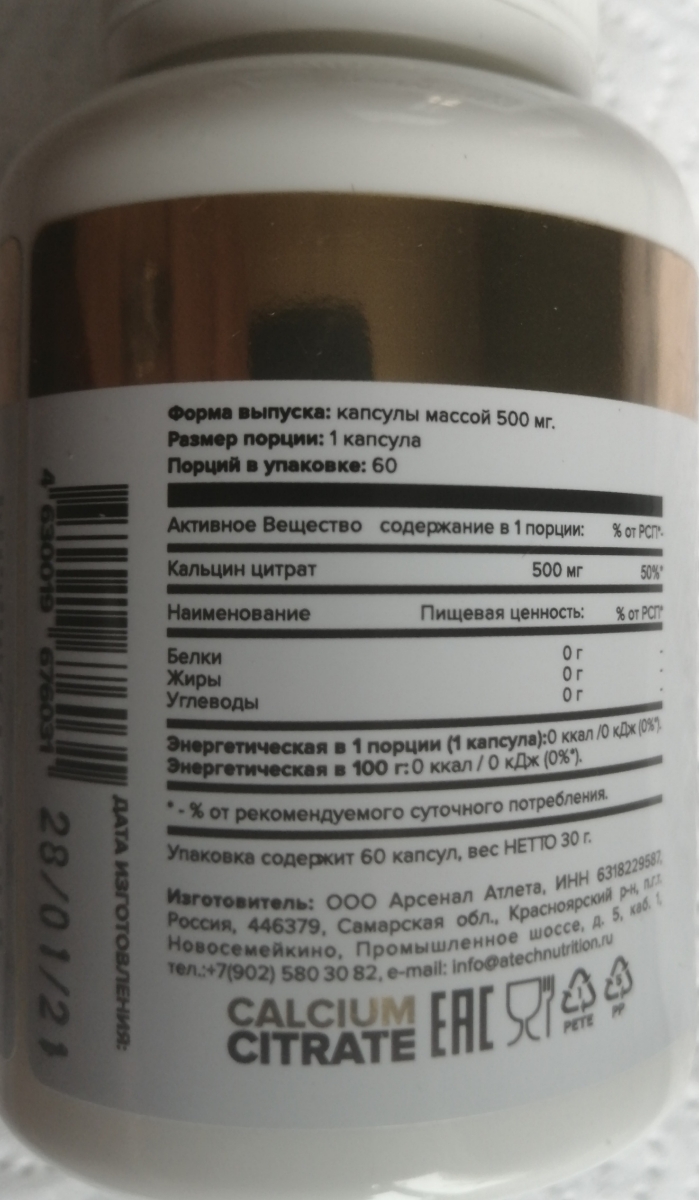 Форма выпуска: капсулы массой 500 мг.
Размер порции: 1 капсула
Порций в упаковке: 60
Активное Вещество содержание в 1 порции: % от РСП*
Кальцин цитрат 500 мг 50%*
Наименование Пищевая ценность: % от РСП*
Белки 0 г -
Жиры 0 г -
Углеводы 0 г -
Энергетическая в 1 порции (1 капсула):0 ккал /0 кДж (0%*).
Энергетическая в 100 г:0 ккал / 0 кДж (0%*).
* - % от рекомендуемого суточного потребления.
Упаковка содержит 60 капсул, вес НЕТТО 30 г.
Изготовитель: ООО Арсенал Атлета, ИНН 6318229587,
Россия, 446379, Самарская обл., Красноярский р-н, п.г.т.
Новосемейкино, Промышленное шоссе, д. 5, каб. 1,
тел.:+7(902) 580 30 82, e-mail: info@atechnutrition.ru
CALCIUM
CITRATE
EAC
1
PETE
5
PP
4 630019 676031
ДАТА ИЗГОТОВЛЕНИЯ:
28/01/21